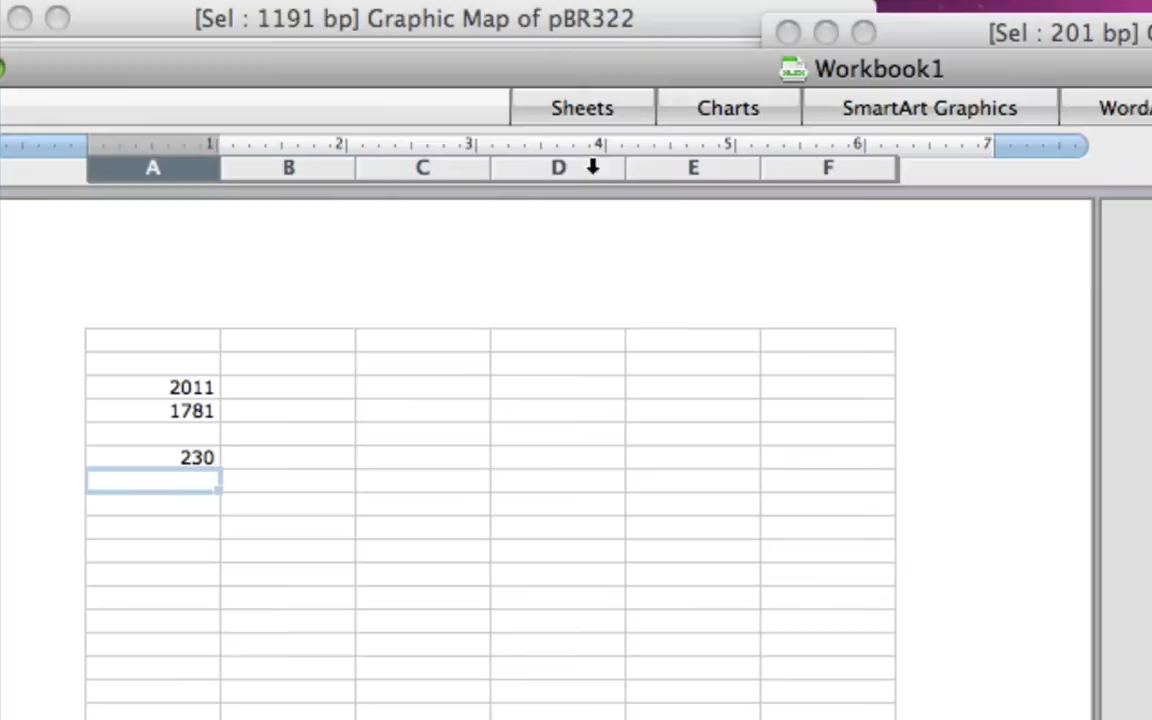 [Sel : 1191 bp] Graphic Map of pBR322
[Sel : 201 bp]
Workbook1
Sheets Charts SmartArt Graphics
1 2 3 4 5 6 7
A B C D E F
2011
1781
230